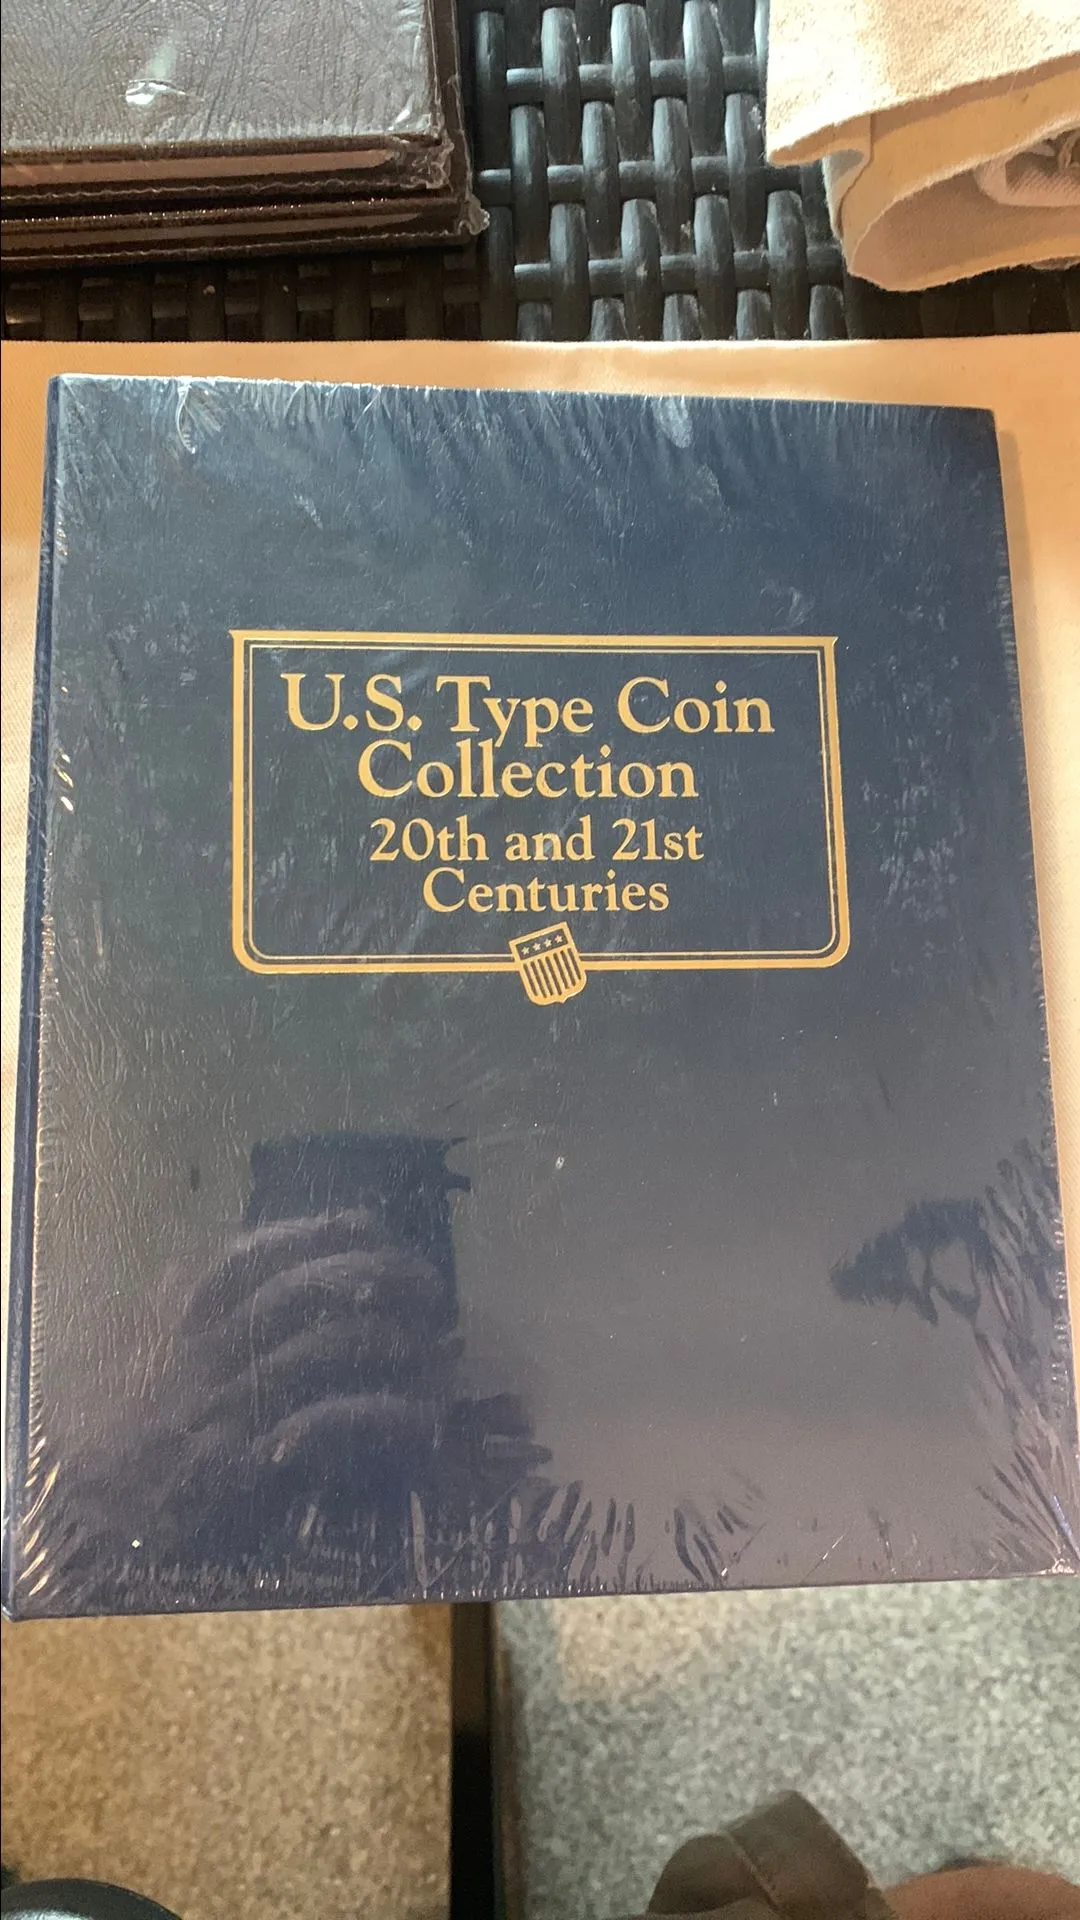 U.S. Type Coin
Collection
20th and 21st
Centuries